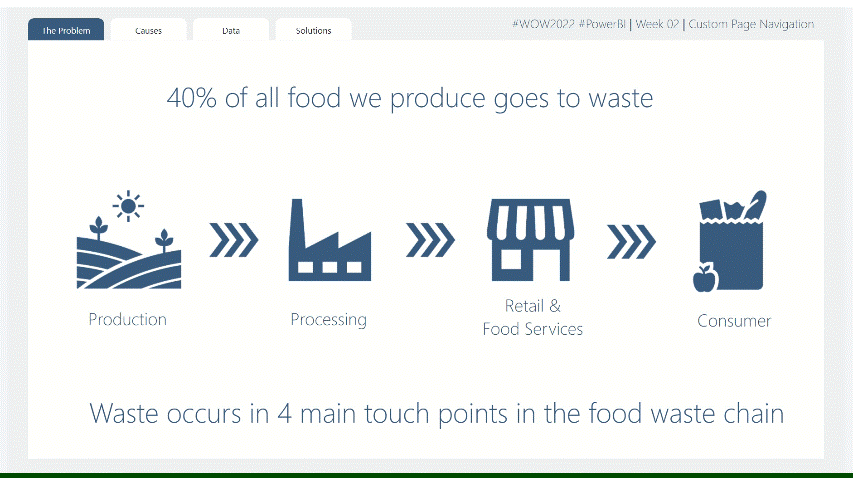 The Problem
Causes
Data
Solutions
#WOW2022 #PowerBI | Week 02 | Custom Page Navigation
40% of all food we produce goes to waste
Production
Processing
Retail &
Food Services
Consumer
Waste occurs in 4 main touch points in the food waste chain